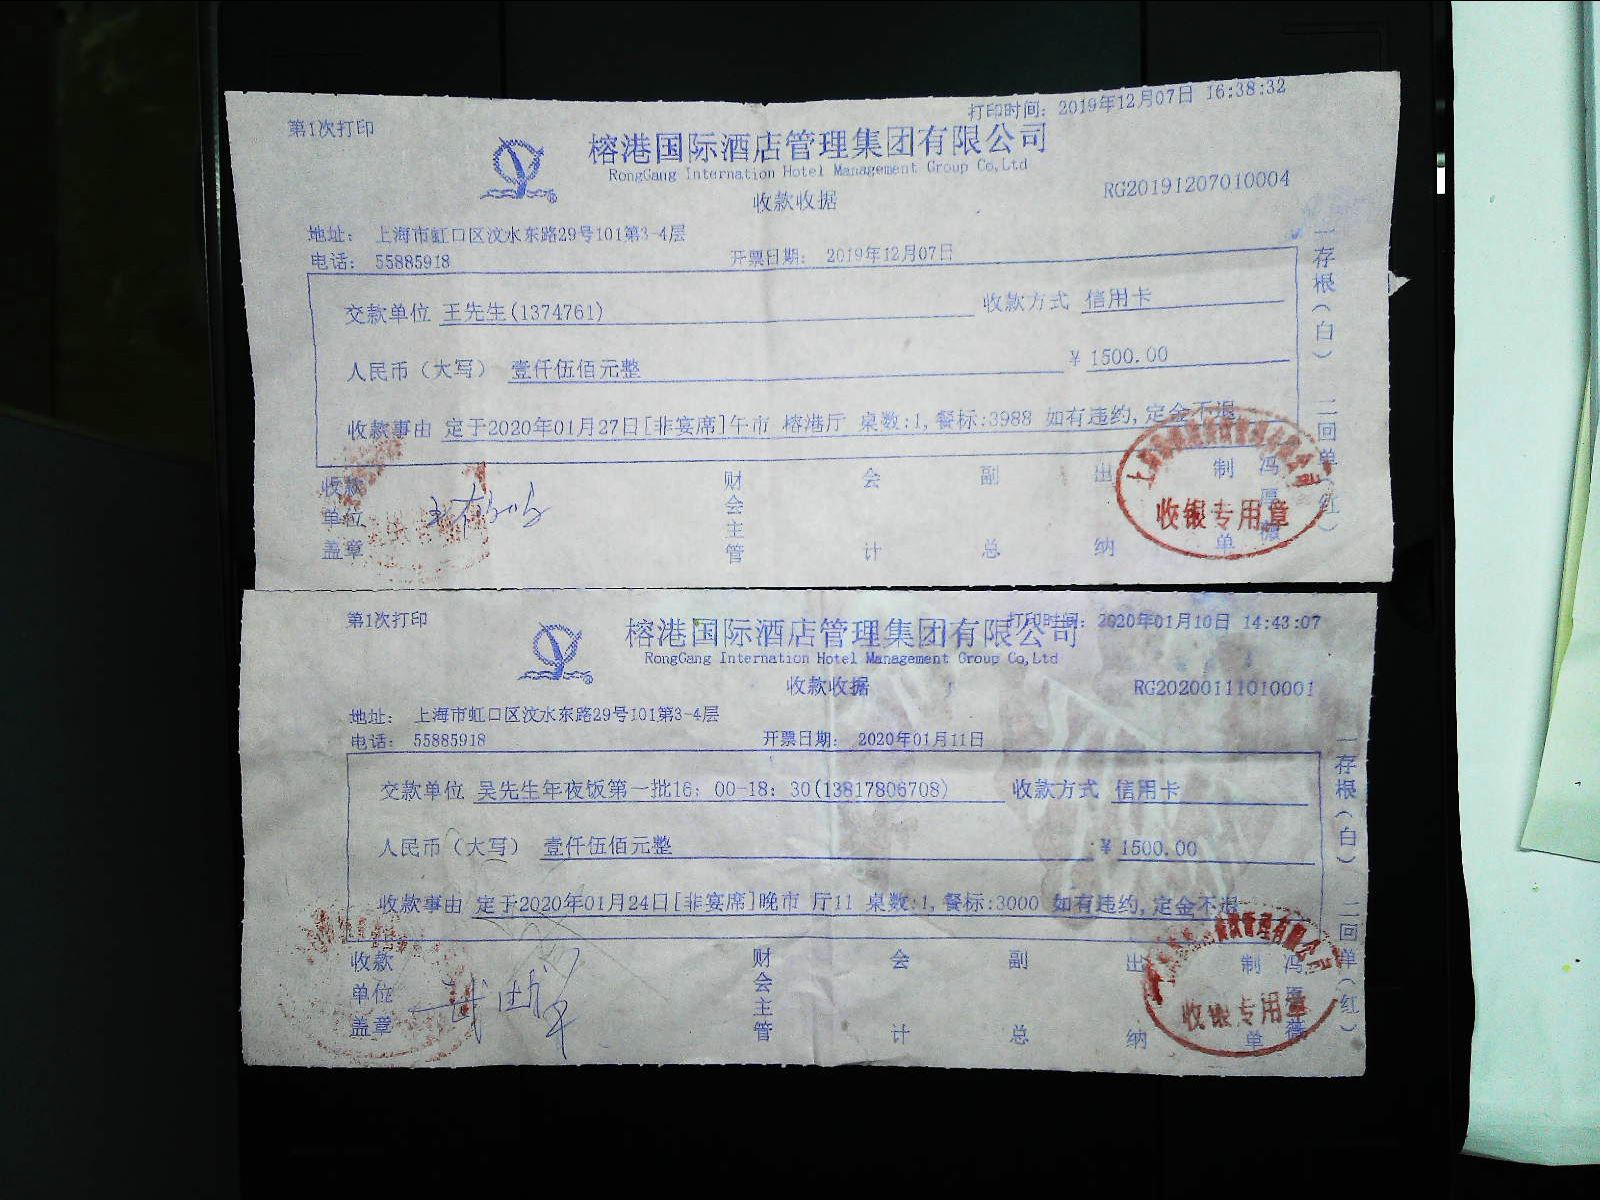 第1次打印
打印时间: 2019年12月07日 16:38:32
榕港国际酒店管理集团有限公司
RongGang Internation Hotel Management Group Co,Ltd
收款收据
RG20191207010004
地址: 上海市虹口区汶水东路29号101第3-4层
电话: 55885918 开票日期: 2019年12月07日
交款单位 王先生(1374761) 收款方式 信用卡
人民币（大写） 壹仟伍佰元整 ¥ 1500.00
收款事由 定于2020年01月27日[非宴席]午市 榕港厅 桌数:1,餐标:3988 如有违约,定金不退
收款单位盖章 财会主管 会计 副总 出纳 制单 冯厚薇
一存根（白） 二回单（红）
收银专用章
第1次打印
打印时间: 2020年01月10日 14:43:07
榕港国际酒店管理集团有限公司
RongGang Internation Hotel Management Group Co,Ltd
收款收据
RG20200111010001
地址: 上海市虹口区汶水东路29号101第3-4层
电话: 55885918 开票日期: 2020年01月11日
交款单位 吴先生年夜饭第一批16：00-18：30(13817806708) 收款方式 信用卡
人民币（大写） 壹仟伍佰元整 ¥ 1500.00
收款事由 定于2020年01月24日[非宴席]晚市 厅11 桌数:1,餐标:3000 如有违约,定金不退
收款单位盖章 财会主管 会计 副总 出纳 制单 冯厚薇
一存根（白） 二回单（红）
收银专用章